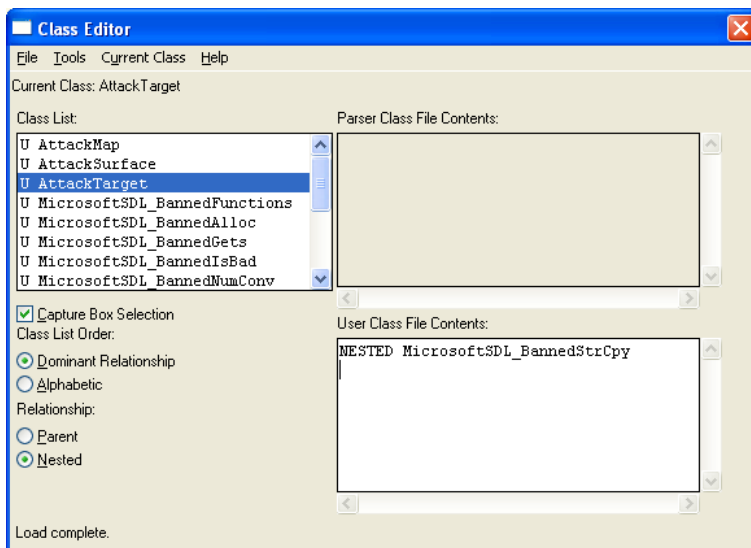 Class Editor
File Tools Current Class Help
Current Class: AttackTarget
Class List:
U AttackMap
U AttackSurface
U AttackTarget
U MicrosoftSDL_BannedFunctions
U MicrosoftSDL_BannedAlloc
U MicrosoftSDL_BannedGets
U MicrosoftSDL_BannedIsBad
U MicrosoftSDL_BannedNumConv
Capture Box Selection
Class List Order:
Dominant Relationship
Alphabetic
Relationship:
Parent
Nested
Parser Class File Contents:
User Class File Contents:
NESTED MicrosoftSDL_BannedStrCpy
Load complete.